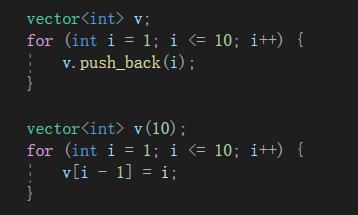 vector<int> v;
for (int i = 1; i <= 10; i++) {
    v.push_back(i);
}
vector<int> v(10);
for (int i = 1; i <= 10; i++) {
    v[i - 1] = i;
}